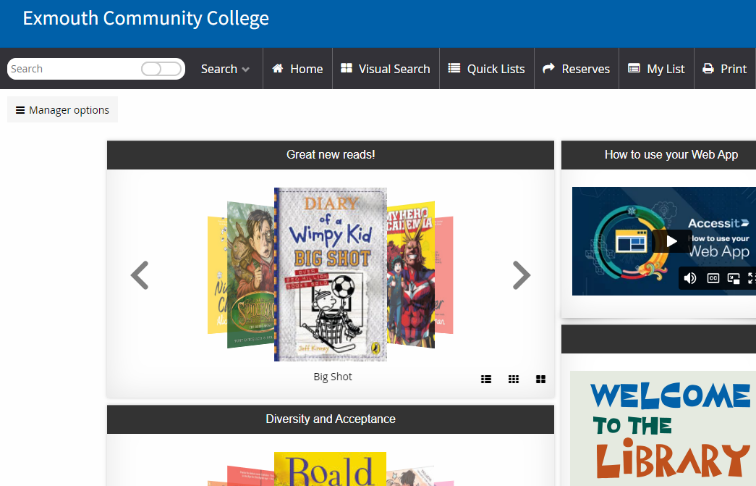 Exmouth Community College
Search
Search
Home
Visual Search
Quick Lists
Reserves
My List
Print
Manager options
Great new reads!
DIARY
of a
Wimpy Kid
BIG SHOT
Jeff Kinney
MY HERO
ACADEMIA
Big Shot
How to use your Web App
Accessit
How to use your
Web App
CC
WELCOME
TO THE
LIBRARY
Diversity and Acceptance
Roald